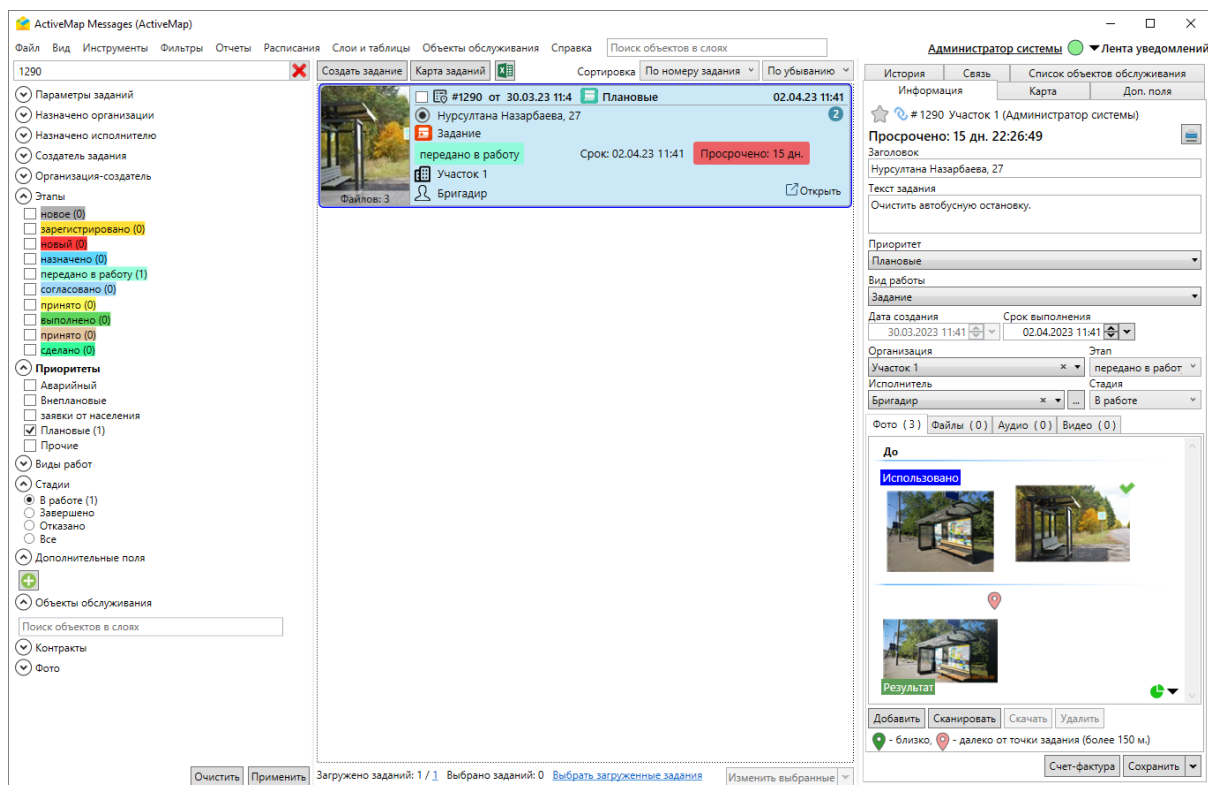 ActiveMap Messages (ActiveMap)
Файл Вид Инструменты Фильтры Отчеты Расписания Слои и таблицы Объекты обслуживания Справка Поиск объектов в слоях Администратор системы Лента уведомлений
1290
Параметры заданий
Назначено организации
Назначено исполнителю
Создатель задания
Организация-создатель
Этапы
новое (0)
зарегистрировано (0)
новый (0)
назначено (0)
передано в работу (1)
согласовано (0)
принято (0)
выполнено (0)
принято (0)
сделано (0)
Приоритеты
Аварийный
Внеплановые
заявки от населения
Плановые (1)
Прочие
Виды работ
Стадии
В работе (1)
Завершено
Отказано
Все
Дополнительные поля
Объекты обслуживания
Поиск объектов в слоях
Контракты
Фото
Очистить Применить
Создать задание Карта заданий Сортировка По номеру задания По убыванию
#1290 от 30.03.23 11:4 Плановые 02.04.23 11:41
Нурсултана Назарбаева, 27 2
Задание
передано в работу Срок: 02.04.23 11:41 Просрочено: 15 дн.
Участок 1
Файлов: 3 Бригадир Открыть
Загружено заданий: 1 / 1 Выбрано заданий: 0 Выбрать загруженные задания Изменить выбранные
История Связь Список объектов обслуживания
Информация Карта Доп. поля
# 1290 Участок 1 (Администратор системы)
Просрочено: 15 дн. 22:26:49
Заголовок
Нурсултана Назарбаева, 27
Текст задания
Очистить автобусную остановку.
Приоритет
Плановые
Вид работы
Задание
Дата создания Срок выполнения
30.03.2023 11:41 02.04.2023 11:41
Организация Этап
Участок 1 передано в работ
Исполнитель Стадия
Бригадир ... В работе
Фото ( 3 ) Файлы ( 0 ) Аудио ( 0 ) Видео ( 0 )
До
Использовано
Результат
Добавить Сканировать Скачать Удалить
- близко, - далеко от точки задания (более 150 м.)
Счет-фактура Сохранить